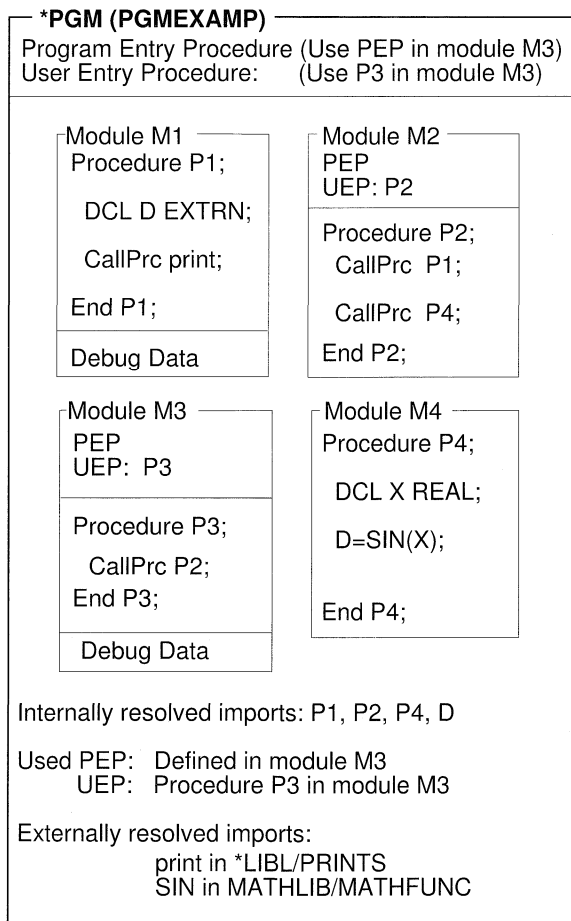 *PGM (PGMEXAMP)
Program Entry Procedure (Use PEP in module M3)
User Entry Procedure: (Use P3 in module M3)
Module M1
Procedure P1;
DCL D EXTRN;
CallPrc print;
End P1;
Debug Data
Module M2
PEP
UEP: P2
Procedure P2;
CallPrc P1;
CallPrc P4;
End P2;
Module M3
PEP
UEP: P3
Procedure P3;
CallPrc P2;
End P3;
Debug Data
Module M4
Procedure P4;
DCL X REAL;
D=SIN(X);
End P4;
Internally resolved imports: P1, P2, P4, D
Used PEP: Defined in module M3
UEP: Procedure P3 in module M3
Externally resolved imports:
print in *LIBL/PRINTS
SIN in MATHLIB/MATHFUNC